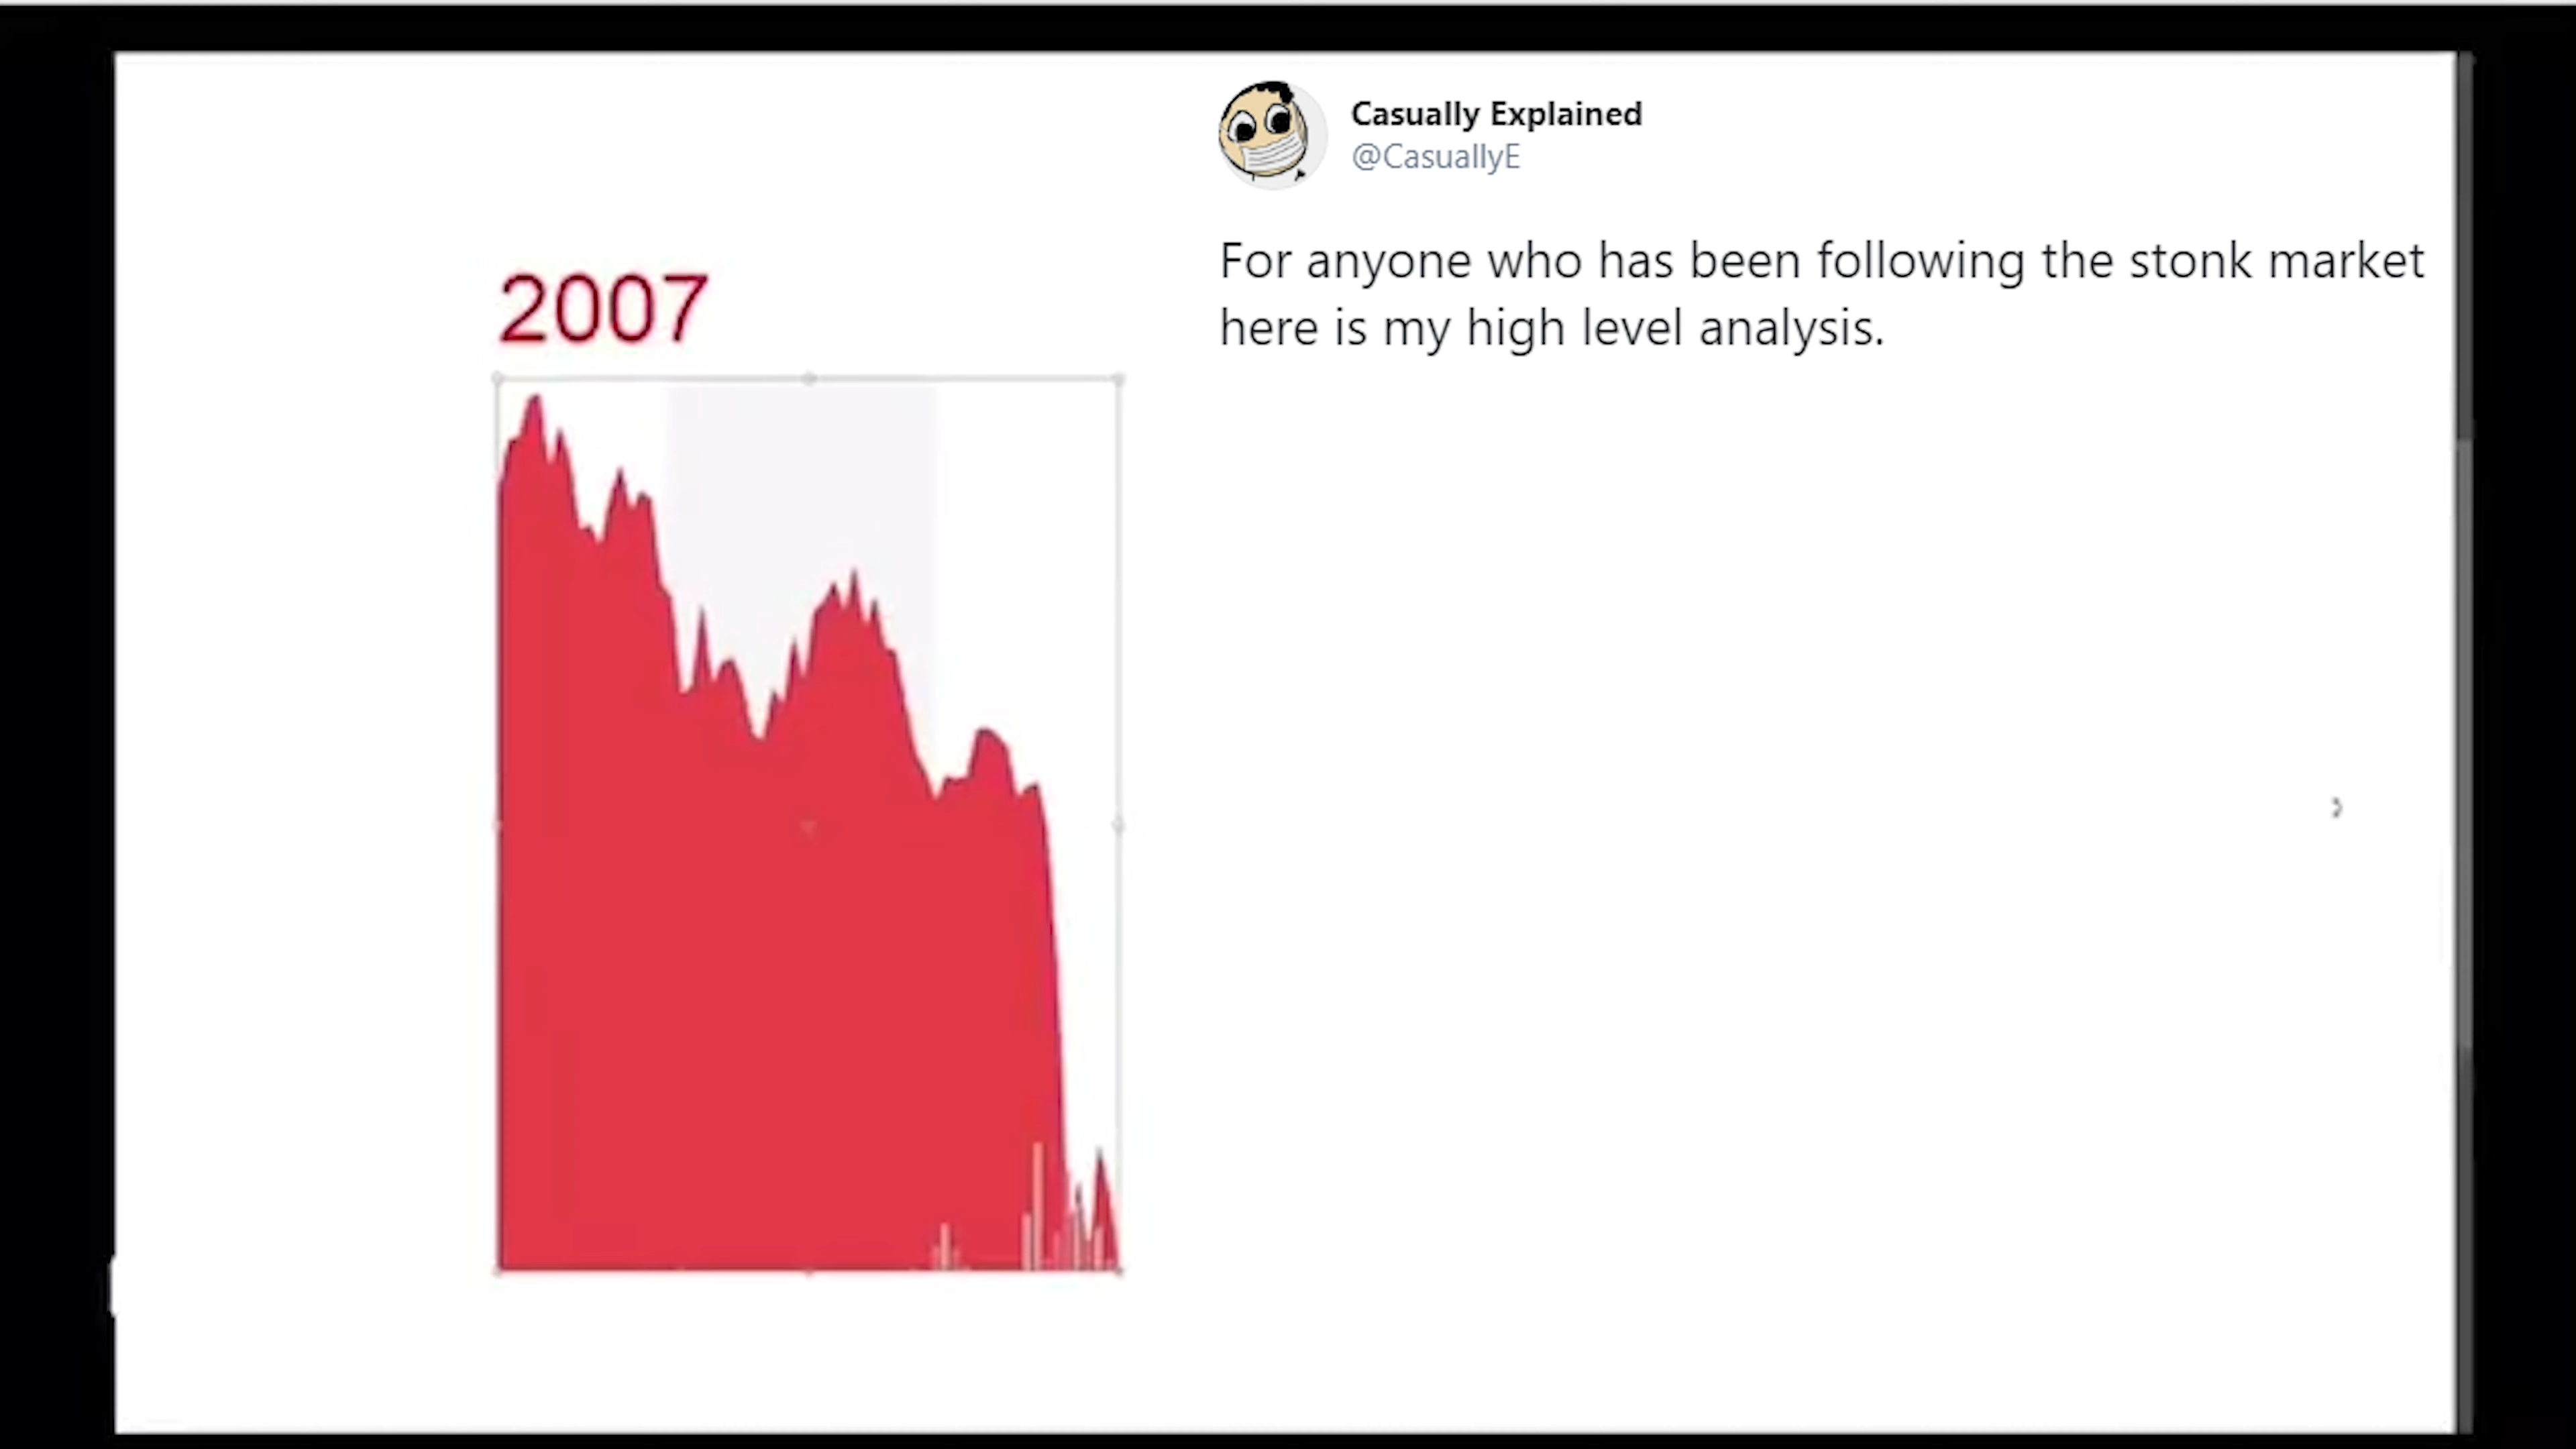 Casually Explained
@CasuallyE
For anyone who has been following the stonk market
here is my high level analysis.
2007